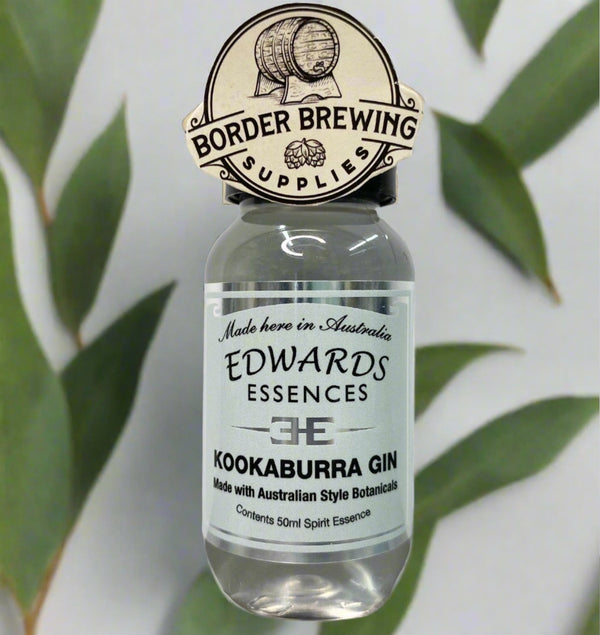 BORDER BREWING
SUPPLIES
Made here in Australia
EDWARDS
ESSENCES
EHE
KOOKABURRA GIN
Made with Australian Style Botanicals
Contents 50ml Spirit Essence